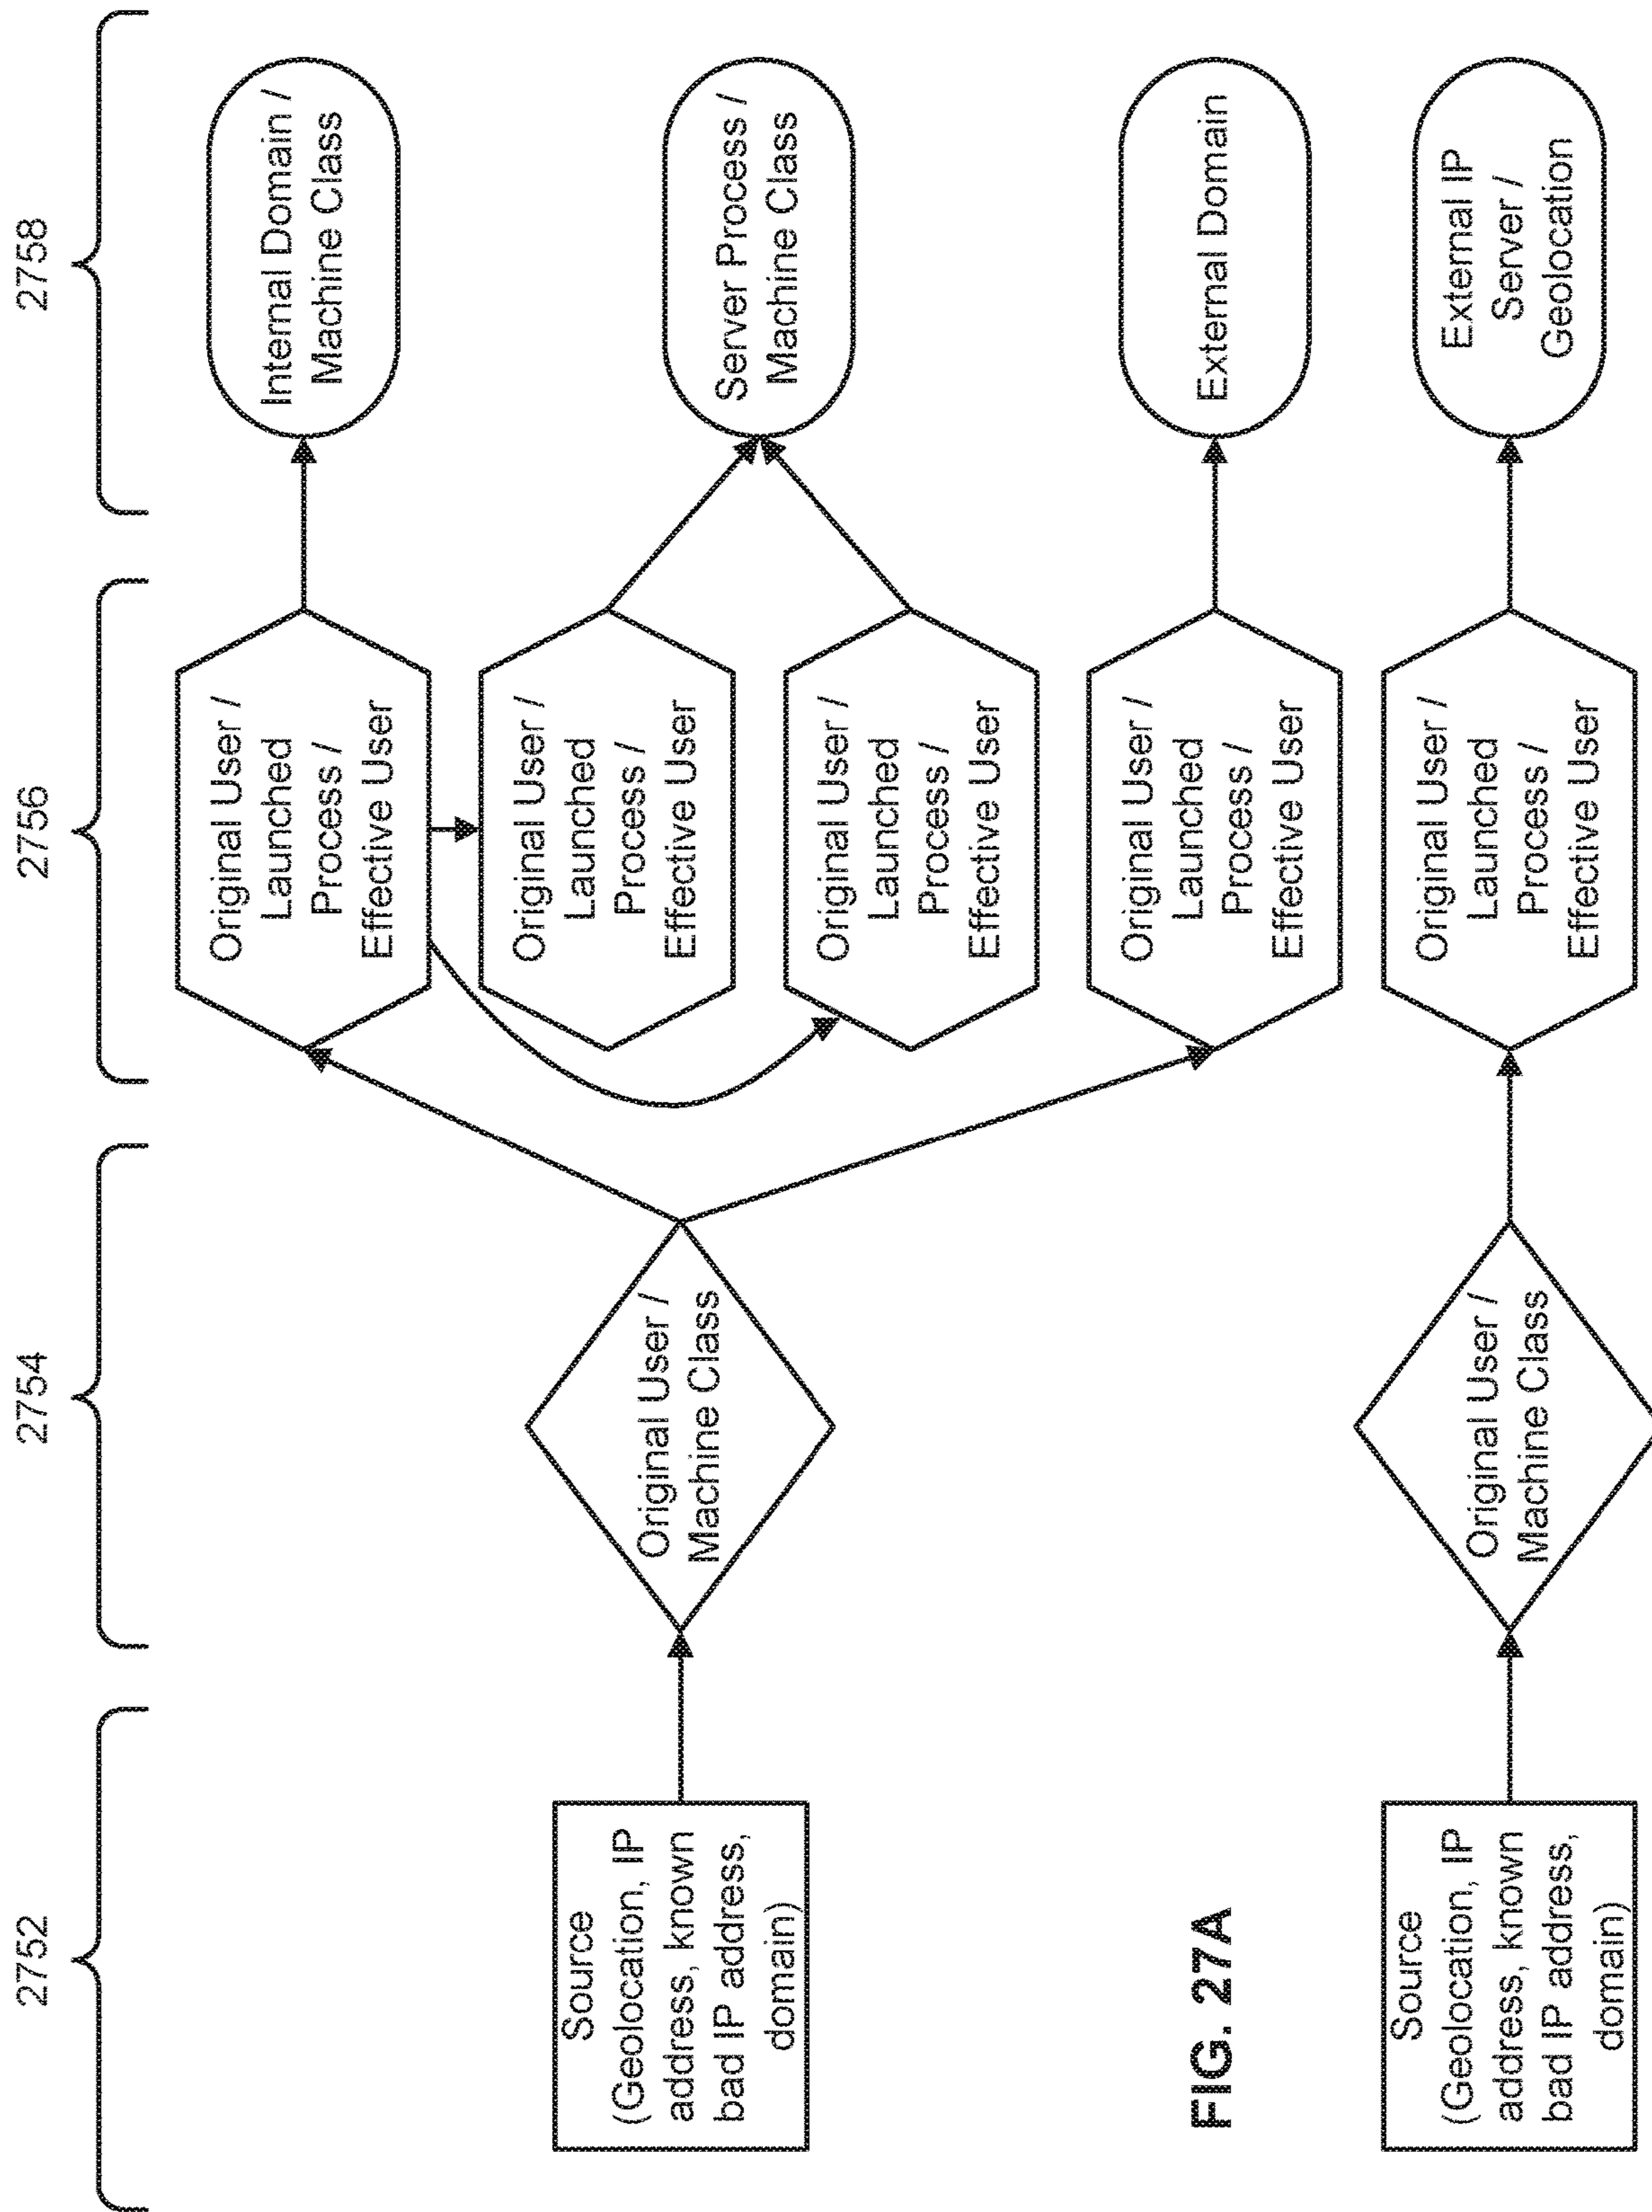 2752
2754
2756
2758
Original User /
Launched
Process /
Effective User
Internal Domain /
Machine Class
Source
(Geolocation, IP
address, known
bad IP address,
domain)
Original User /
Machine Class
Original User /
Launched
Process /
Effective User
Server Process /
Machine Class
Original User /
Launched
Process /
Effective User
Original User /
Launched
Process /
Effective User
External Domain
FIG. 27A
Source
(Geolocation, IP
address, known
bad IP address,
domain)
Original User /
Machine Class
Original User /
Launched
Process /
Effective User
External IP
Server /
Geolocation